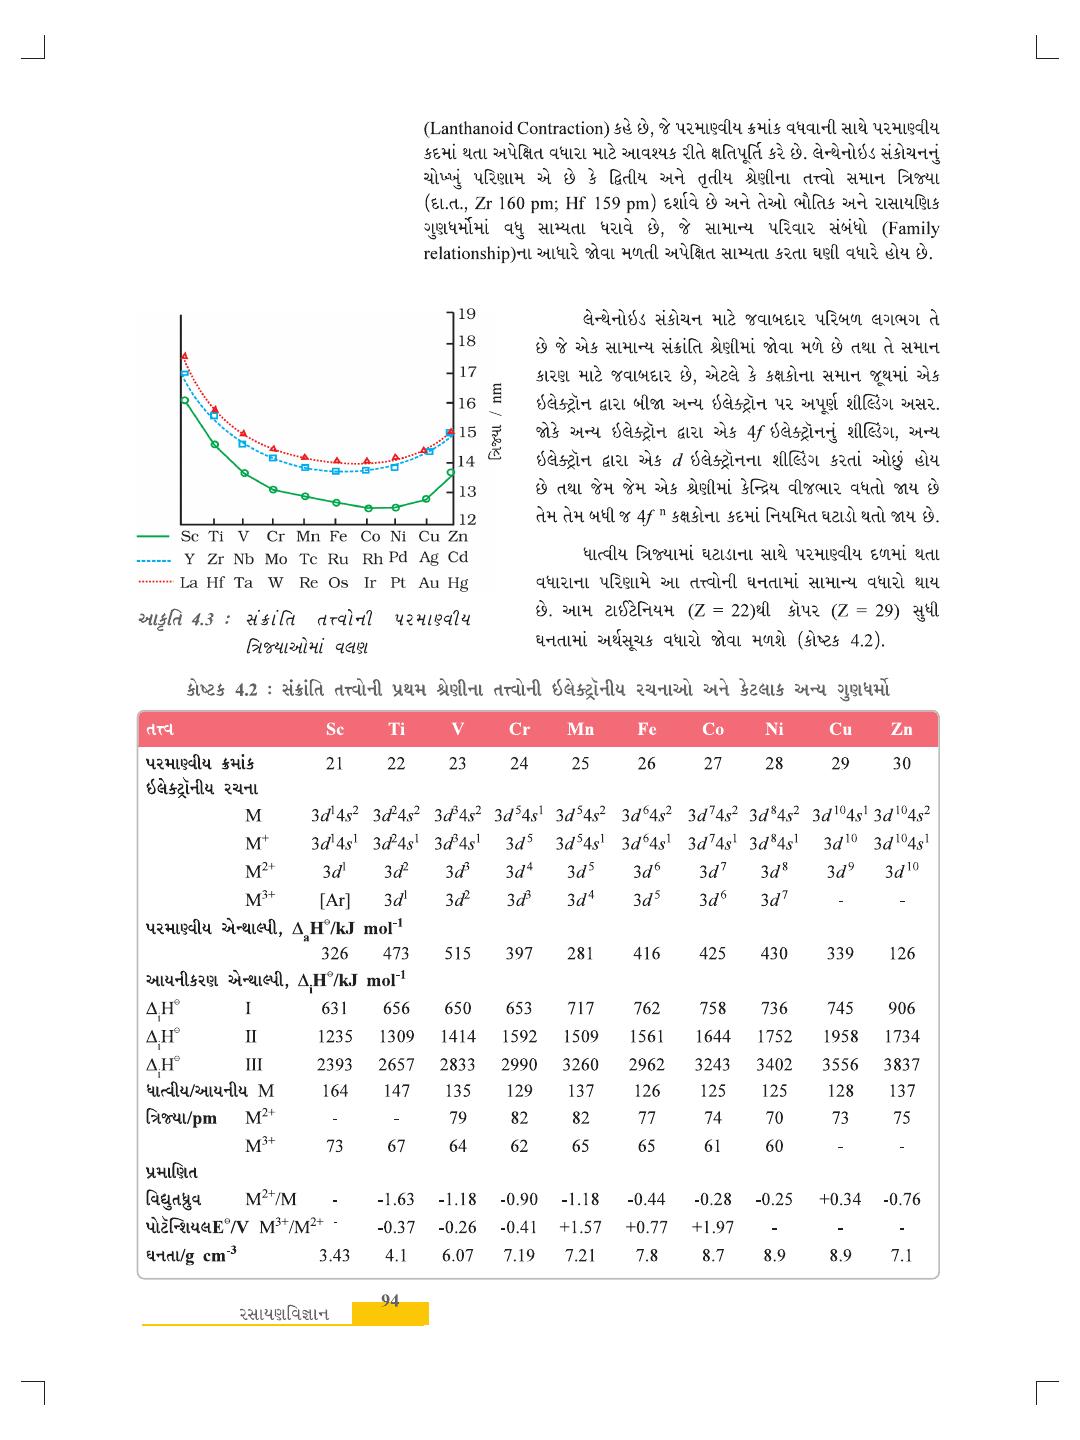 (Lanthanoid Contraction) કહે છે, જે પરમાણ્વીય ક્રમાંક વધવાની સાથે પરમાણ્વીય
કદમાં થતા અપેક્ષિત વધારા માટે આવશ્યક રીતે ક્ષતિપૂર્તિ કરે છે. લેન્થેનોઇડ સંકોચનનું
ચોખ્ખું પરિણામ એ છે કે દ્વિતીય અને તૃતીય શ્રેણીના તત્ત્વો સમાન ત્રિજ્યા
(દા.ત., Zr 160 pm; Hf 159 pm) દર્શાવે છે અને તેઓ ભૌતિક અને રાસાયણિક
ગુણધર્મોમાં વધુ સામ્યતા ધરાવે છે, જે સામાન્ય પરિવાર સંબંધો (Family
relationship)ના આધારે જોવા મળતી અપેક્ષિત સામ્યતા કરતા ઘણી વધારે હોય છે.
19
18
17
16
15
14
13
12
ત્રિજ્યા / nm
Sc Ti V Cr Mn Fe Co Ni Cu Zn
Y Zr Nb Mo Tc Ru Rh Pd Ag Cd
La Hf Ta W Re Os Ir Pt Au Hg
આકૃતિ 4.3 : સંક્રાંતિ તત્ત્વોની પરમાણ્વીય
ત્રિજ્યાઓમાં વલણ
લેન્થેનોઇડ સંકોચન માટે જવાબદાર પરિબળ લગભગ તે
છે જે એક સામાન્ય સંક્રાંતિ શ્રેણીમાં જોવા મળે છે તથા તે સમાન
કારણ માટે જવાબદાર છે, એટલે કે કક્ષકોના સમાન જૂથમાં એક
ઇલેક્ટ્રૉન દ્વારા બીજા અન્ય ઇલેક્ટ્રૉન પર અપૂર્ણ શીલ્ડિંગ અસર.
જોકે અન્ય ઇલેક્ટ્રૉન દ્વારા એક 4f ઇલેક્ટ્રૉનનું શીલ્ડિંગ, અન્ય
ઇલેક્ટ્રૉન દ્વારા એક d ઇલેક્ટ્રૉનના શીલ્ડિંગ કરતાં ઓછું હોય
છે તથા જેમ જેમ એક શ્રેણીમાં કેન્દ્રિય વીજભાર વધતો જાય છે
તેમ તેમ બધી જ 4f ⁿ કક્ષકોના કદમાં નિયમિત ઘટાડો થતો જાય છે.
ધાત્વીય ત્રિજ્યામાં ઘટાડાના સાથે પરમાણ્વીય દળમાં થતા
વધારાના પરિણામે આ તત્ત્વોની ઘનતામાં સામાન્ય વધારો થાય
છે. આમ ટાઈટેનિયમ (Z = 22)થી કૉપર (Z = 29) સુધી
ઘનતામાં અર્થસૂચક વધારો જોવા મળશે (કોષ્ટક 4.2).
કોષ્ટક 4.2 : સંક્રાંતિ તત્ત્વોની પ્રથમ શ્રેણીના તત્ત્વોની ઇલેક્ટ્રૉનીય રચનાઓ અને કેટલાક અન્ય ગુણધર્મો
તત્ત્વ Sc Ti V Cr Mn Fe Co Ni Cu Zn
પરમાણ્વીય ક્રમાંક 21 22 23 24 25 26 27 28 29 30
ઇલેક્ટ્રૉનીય રચના
M 3d¹4s² 3d²4s² 3d³4s² 3d⁵4s¹ 3d⁵4s² 3d⁶4s² 3d⁷4s² 3d⁸4s² 3d¹⁰4s¹ 3d¹⁰4s²
M⁺ 3d¹4s¹ 3d²4s¹ 3d³4s¹ 3d⁵ 3d⁵4s¹ 3d⁶4s¹ 3d⁷4s¹ 3d⁸4s¹ 3d¹⁰ 3d¹⁰4s¹
M²⁺ 3d¹ 3d² 3d³ 3d⁴ 3d⁵ 3d⁶ 3d⁷ 3d⁸ 3d⁹ 3d¹⁰
M³⁺ [Ar] 3d¹ 3d² 3d³ 3d⁴ 3d⁵ 3d⁶ 3d⁷ - -
પરમાણ્વીય એન્થાલ્પી, ΔₐH°/kJ mol⁻¹
326 473 515 397 281 416 425 430 339 126
આયનીકરણ એન્થાલ્પી, ΔᵢH°/kJ mol⁻¹
ΔᵢH° I 631 656 650 653 717 762 758 736 745 906
ΔᵢH° II 1235 1309 1414 1592 1509 1561 1644 1752 1958 1734
ΔᵢH° III 2393 2657 2833 2990 3260 2962 3243 3402 3556 3837
ધાત્વીય/આયનીય M 164 147 135 129 137 126 125 125 128 137
ત્રિજ્યા/pm M²⁺ - - 79 82 82 77 74 70 73 75
M³⁺ 73 67 64 62 65 65 61 60 - -
પ્રમાણિત
વિદ્યુતધ્રુવ M²⁺/M - -1.63 -1.18 -0.90 -1.18 -0.44 -0.28 -0.25 +0.34 -0.76
પોટૅન્શિયલE°/V M³⁺/M²⁺ - -0.37 -0.26 -0.41 +1.57 +0.77 +1.97 - - -
ઘનતા/g cm⁻³ 3.43 4.1 6.07 7.19 7.21 7.8 8.7 8.9 8.9 7.1
રસાયણવિજ્ઞાન 94